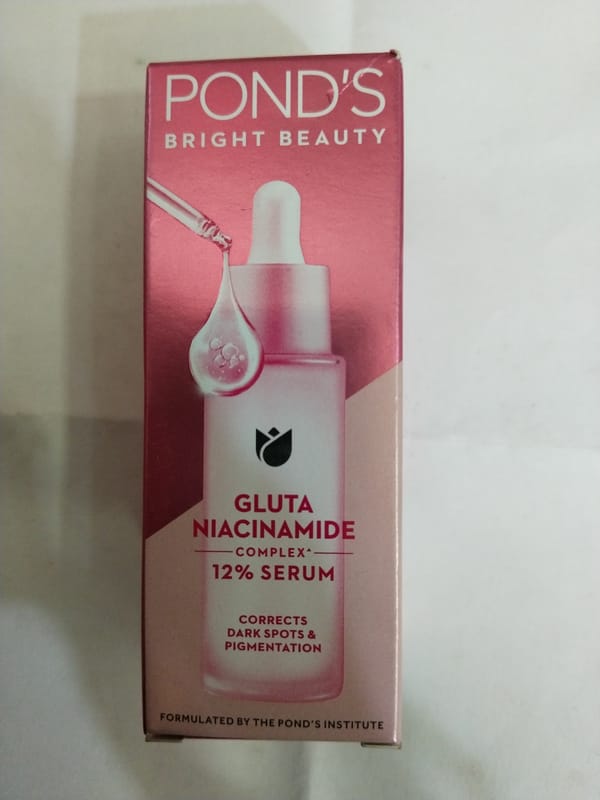 POND'S
BRIGHT BEAUTY
GLUTA
NIACINAMIDE
COMPLEX^
12% SERUM
CORRECTS
DARK SPOTS &
PIGMENTATION
FORMULATED BY THE POND'S INSTITUTE